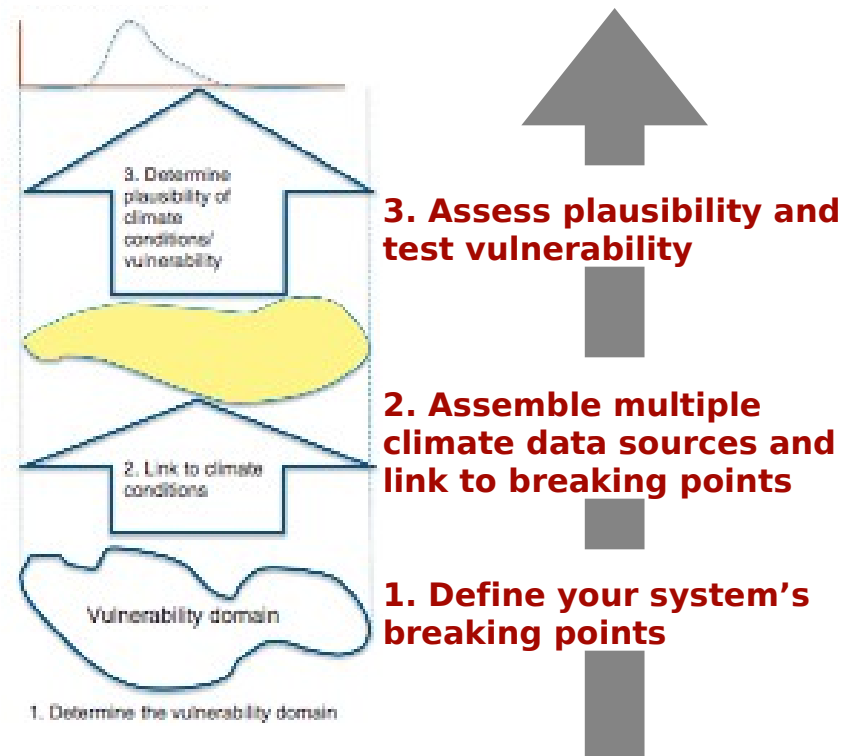 3. Determine
plausibility of
climate
conditions/
vulnerability
3. Assess plausibility and
test vulnerability
2. Assemble multiple
climate data sources and
link to breaking points
2. Link to climate
conditions
1. Define your system’s
breaking points
Vulnerability domain
1. Determine the vulnerability domain